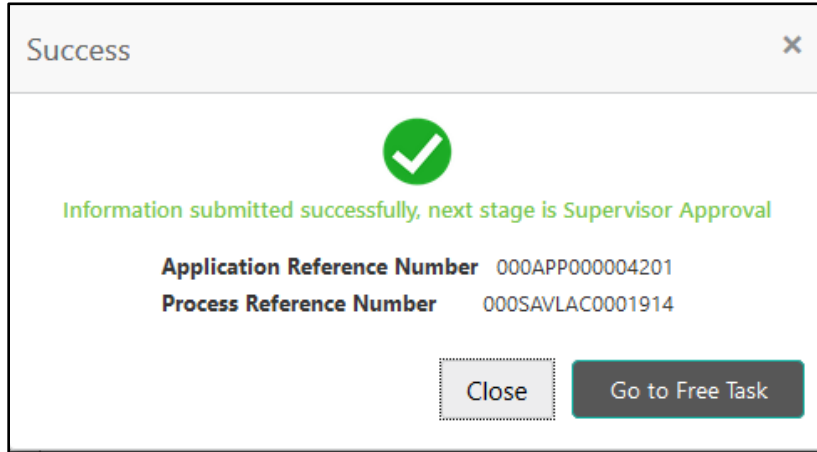 Success ×
Information submitted successfully, next stage is Supervisor Approval
Application Reference Number 000APP000004201
Process Reference Number 000SAVLAC0001914
Close Go to Free Task